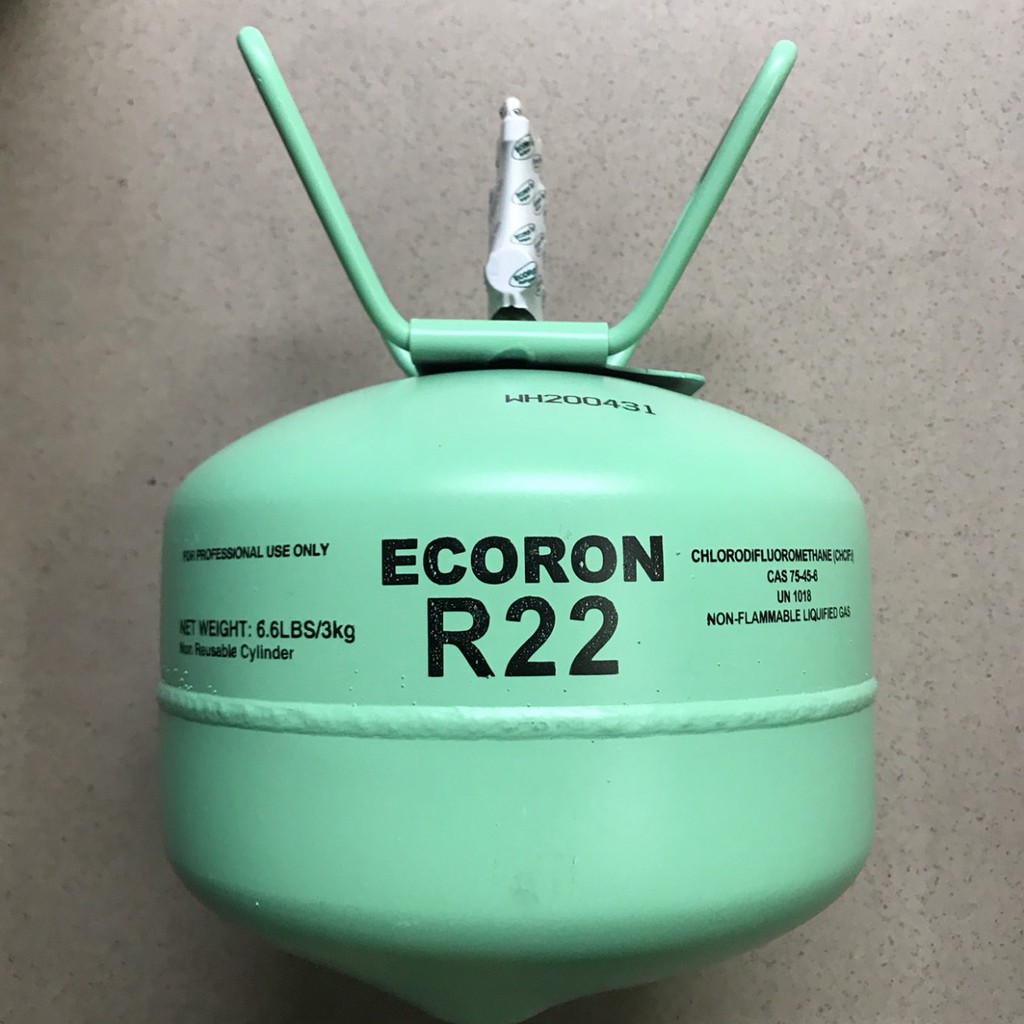 ECORON
WH200431
FOR PROFESSIONAL USE ONLY
NET WEIGHT: 6.6LBS/3kg
Non Reusable Cylinder
ECORON
R22
CHLORODIFLUOROMETHANE (CHClF2)
CAS 75-45-6
UN 1018
NON-FLAMMABLE LIQUIFIED GAS